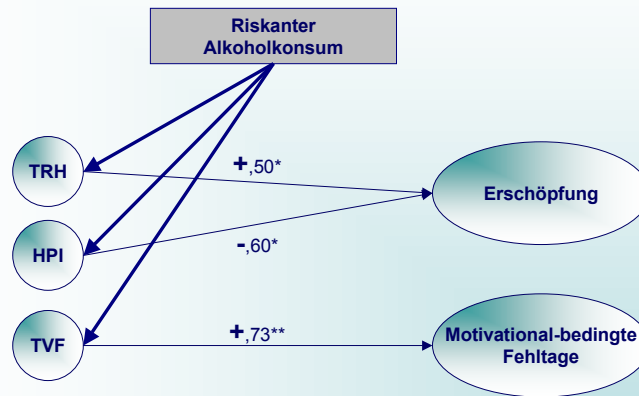 Riskanter
Alkoholkonsum
TRH
+,50*
Erschöpfung
HPI
-,60*
TVF
+,73**
Motivational-bedingte
Fehltage